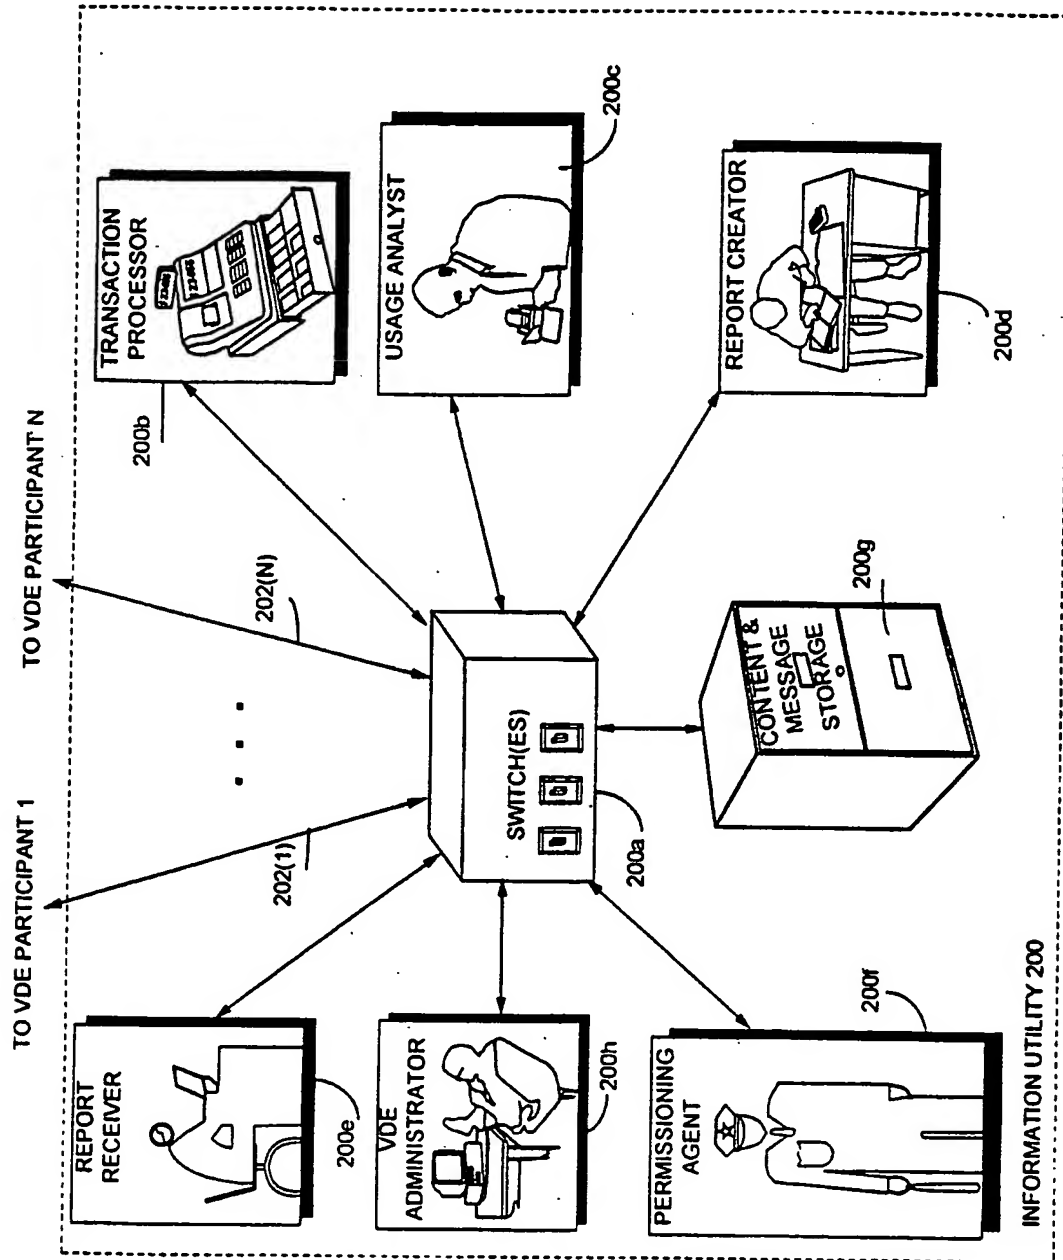 TO VDE PARTICIPANT 1
TO VDE PARTICIPANT N
202(1)
202(N)
REPORT
RECEIVER
200e
TRANSACTION
PROCESSOR
200b
VDE
ADMINISTRATOR
200h
SWITCH(ES)
200a
USAGE ANALYST
200c
PERMISSIONING
AGENT
200f
CONTENT &
MESSAGE
STORAGE
200g
REPORT CREATOR
200d
INFORMATION UTILITY 200